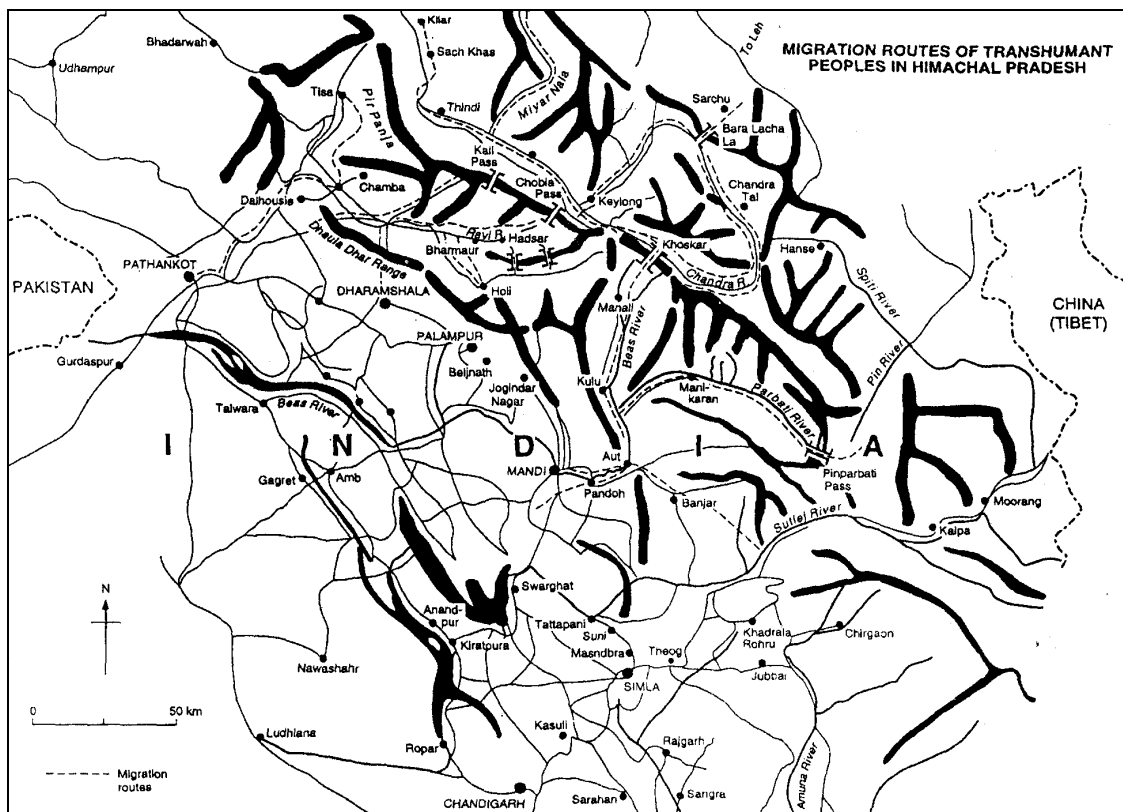 MIGRATION ROUTES OF TRANSHUMANT
PEOPLES IN HIMACHAL PRADESH
To Leh
Kilar
Bhadarwah
Sach Khas
Udhampur
Tisa
Pir Panja
Thindi
Miyar Nala
Sarchu
Bara Lacha
La
Kali
Pass
Chobia
Pass
Chamba
Dalhousie
Keylong
Chandra
Tal
Ravi R.
Hadsar
Bharmaur
Khoskar
Hanse
Dhaula Dhar Range
PATHANKOT
PAKISTAN
DHARAMSHALA
Holi
Chandra R.
Spiti River
CHINA
(TIBET)
Manali
Beas River
PALAMPUR
Gurdaspur
Beijnath
Jogindar
Nagar
Kulu
Mani-
karan
Parbati River
Pin River
Talwara
Beas River
I N D I A
Aut
MANDI
Pinparbati
Pass
Gagret
Amb
Pandoh
Banjar
Moorang
Sutlej River
Kalpa
N
Swarghat
Anand-
pur
Tattapani
Suni
Khadrala
Rohru
Chirgaon
Kiratpura
Masndbra
Theog
Nawashahr
SIMLA
Jubbal
0 50 km
Ludhiana
Kasuli
Ropar
Rajgarh
Amuna River
Migration
routes
CHANDIGARH
Sarahan
Sangra